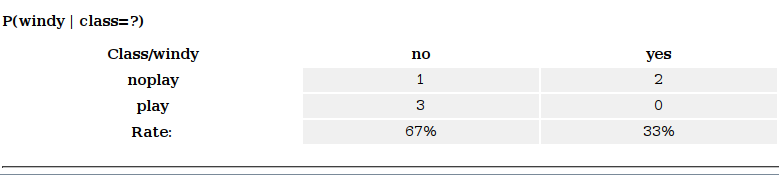 P(windy | class=?)
Class/windy no yes
noplay 1 2
play 3 0
Rate: 67% 33%